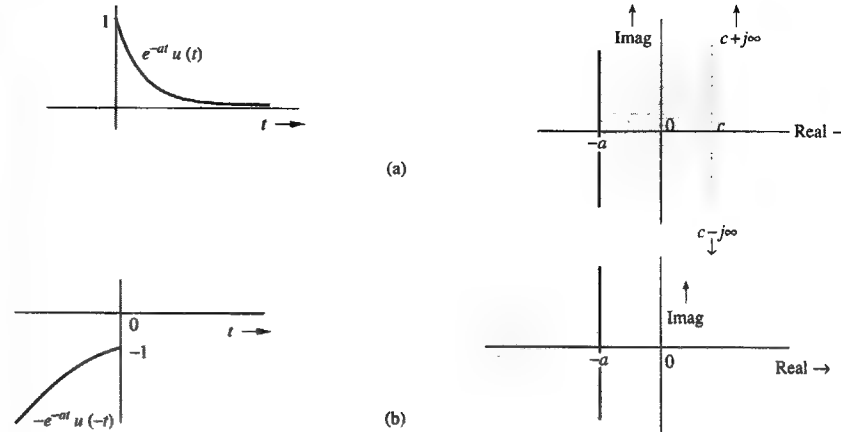 1
e^{-at} u (t)
t →
(a)
Imag
c + j∞
0
c
-a
Real →
c - j∞
0
t →
-1
-e^{-at} u (-t)
(b)
Imag
-a
0
Real →